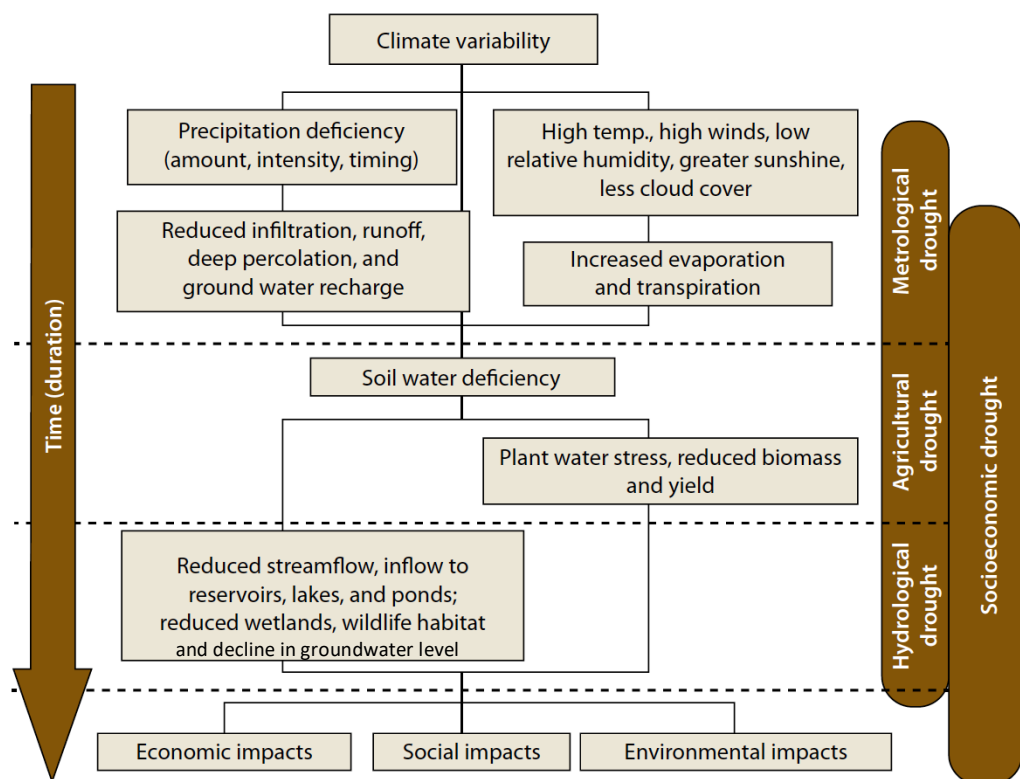 Climate variability
Precipitation deficiency
(amount, intensity, timing)
High temp., high winds, low
relative humidity, greater sunshine,
less cloud cover
Reduced infiltration, runoff,
deep percolation, and
ground water recharge
Increased evaporation
and transpiration
Soil water deficiency
Plant water stress, reduced biomass
and yield
Reduced streamflow, inflow to
reservoirs, lakes, and ponds;
reduced wetlands, wildlife habitat
and decline in groundwater level
Economic impacts
Social impacts
Environmental impacts
Time (duration)
Metrological
drought
Agricultural
drought
Hydrological
drought
Socioeconomic drought